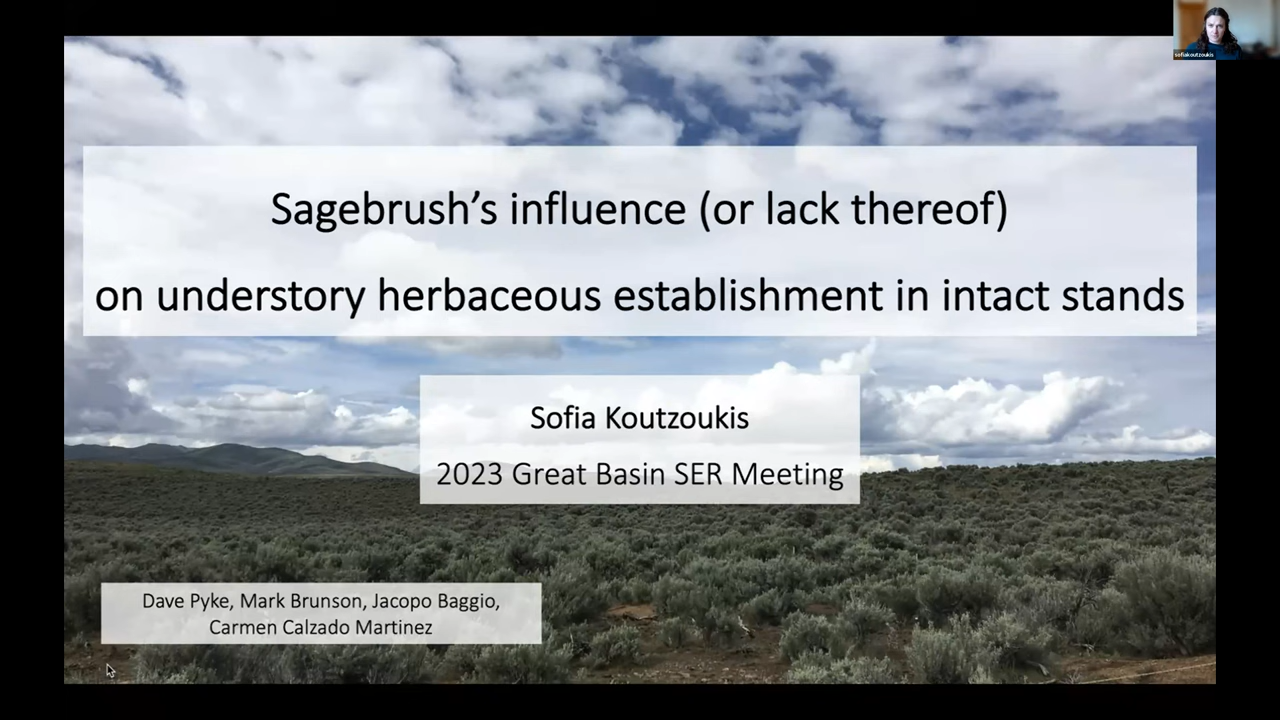 sofiakoutzoukis
Sagebrush’s influence (or lack thereof)
on understory herbaceous establishment in intact stands
Sofia Koutzoukis
2023 Great Basin SER Meeting
Dave Pyke, Mark Brunson, Jacopo Baggio,
Carmen Calzado Martinez